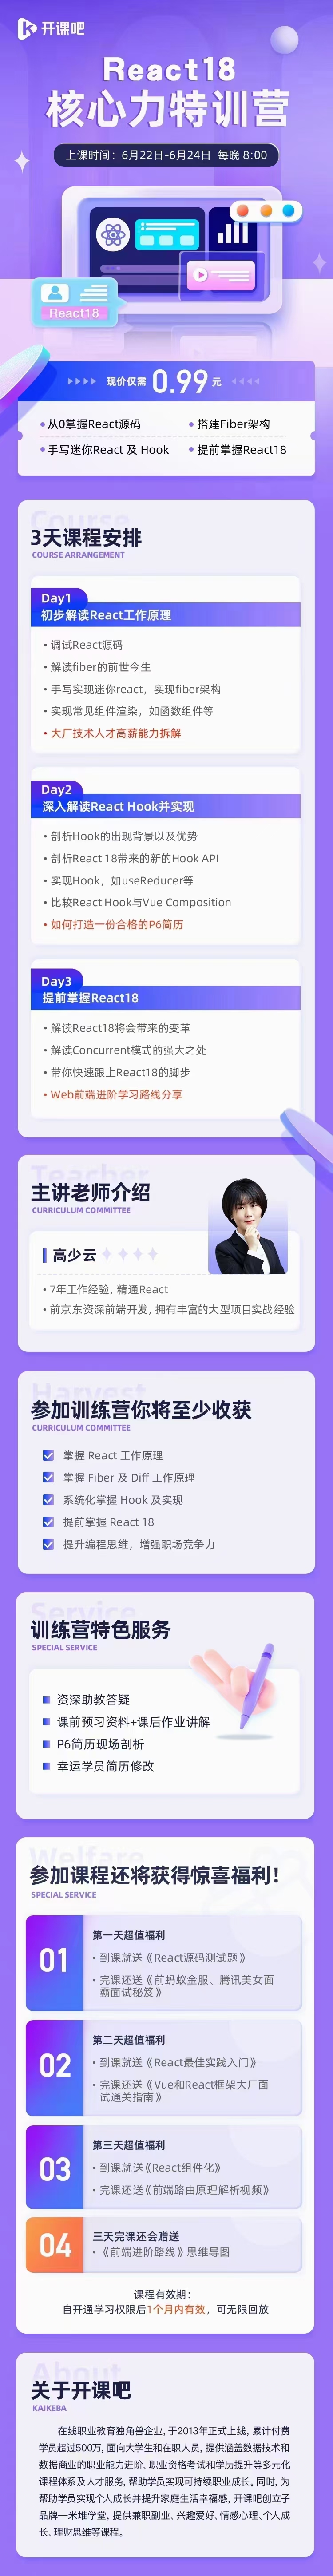 开课吧
React18
核心力特训营
上课时间：6月22日-6月24日 每晚 8:00
React18
现价仅需 0.99 元
从0掌握React源码
搭建Fiber架构
手写迷你React 及 Hook
提前掌握React18
Course
3天课程安排
COURSE ARRANGEMENT
Day1
初步解读React工作原理
• 调试React源码
• 解读fiber的前世今生
• 手写实现迷你react，实现fiber架构
• 实现常见组件渲染，如函数组件等
• 大厂技术人才高薪能力拆解
Day2
深入解读React Hook并实现
• 剖析Hook的出现背景以及优势
• 剖析React 18带来的新的Hook API
• 实现Hook，如useReducer等
• 比较React Hook与Vue Composition
• 如何打造一份合格的P6简历
Day3
提前掌握React18
• 解读React18将会带来的变革
• 解读Concurrent模式的强大之处
• 带你快速跟上React18的脚步
• Web前端进阶学习路线分享
Teacher
主讲老师介绍
CURRICULUM COMMITTEE
高少云
• 7年工作经验, 精通React
• 前京东资深前端开发, 拥有丰富的大型项目实战经验
Harvest
参加训练营你将至少收获
CURRICULUM COMMITTEE
掌握 React 工作原理
掌握 Fiber 及 Diff 工作原理
系统化掌握 Hook 及实现
提前掌握 React 18
提升编程思维，增强职场竞争力
Service
训练营特色服务
SPECIAL SERVICE
资深助教答疑
课前预习资料+课后作业讲解
P6简历现场剖析
幸运学员简历修改
Welfare
参加课程还将获得惊喜福利！
SPECIAL SERVICE
01
第一天超值福利
• 到课就送《React源码测试题》
• 完课还送《前蚂蚁金服、腾讯美女面
霸面试秘笈》
02
第二天超值福利
• 到课就送《React最佳实践入门》
• 完课还送《Vue和React框架大厂面
试通关指南》
03
第三天超值福利
• 到课就送《React组件化》
• 完课还送《前端路由原理解析视频》
04
三天完课还会赠送
• 《前端进阶路线》思维导图
课程有效期：
自开通学习权限后1个月内有效，可无限回放
About
关于开课吧
KAIKEBA
在线职业教育独角兽企业, 于2013年正式上线, 累计付费
学员超过500万, 面向大学生和在职人员, 提供涵盖数据技术和
数据商业的职业能力进阶、职业资格考试和学历提升等多元化
课程体系及人才服务, 帮助学员实现可持续职业成长。同时, 为
帮助学员实现个人成长并提升家庭生活幸福感, 开课吧创立子
品牌一米堆学堂, 提供兼职副业、兴趣爱好、情感心理、个人成
长、理财思维等课程。